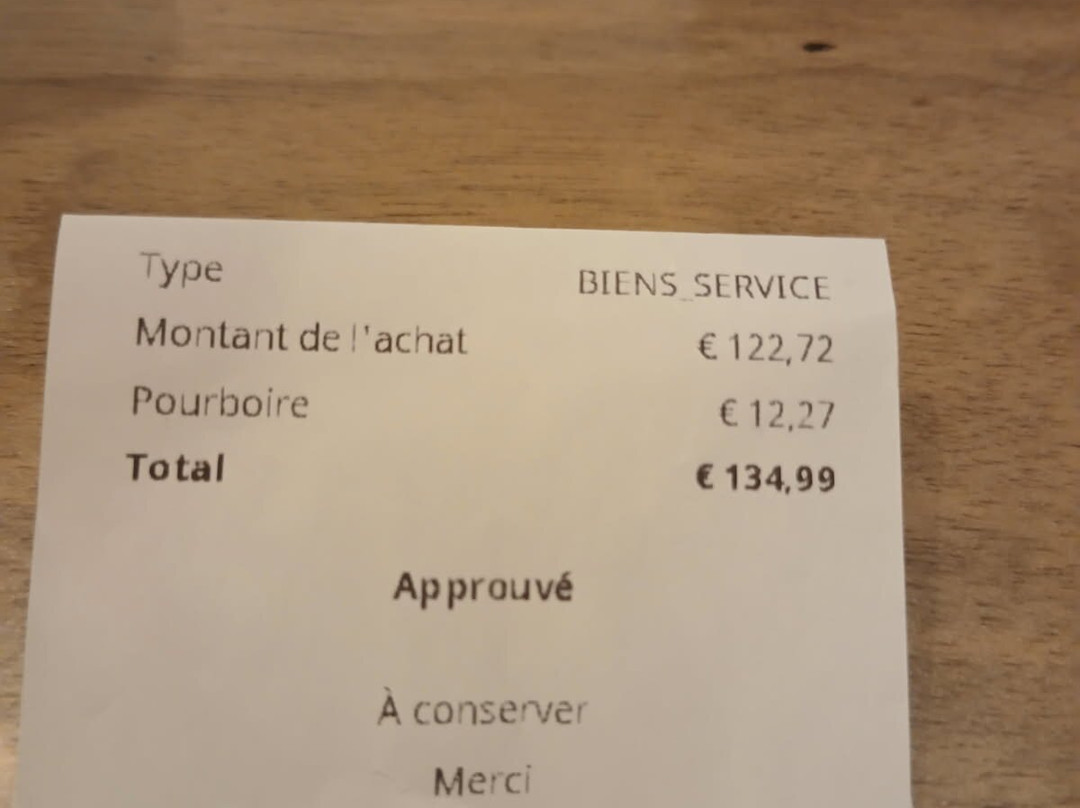 Type BIENS_SERVICE
Montant de l'achat € 122,72
Pourboire € 12,27
Total € 134,99
Approuvé
À conserver
Merci